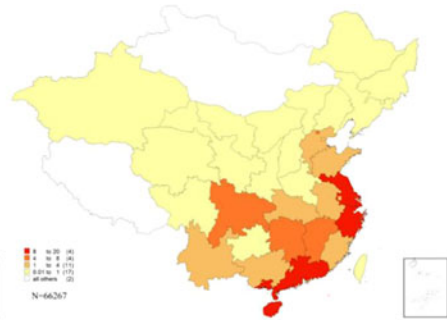 8 to 20 (4)
4 to 8 (4)
1 to 4 (11)
0.01 to 1 (17)
all others (2)
N=66267